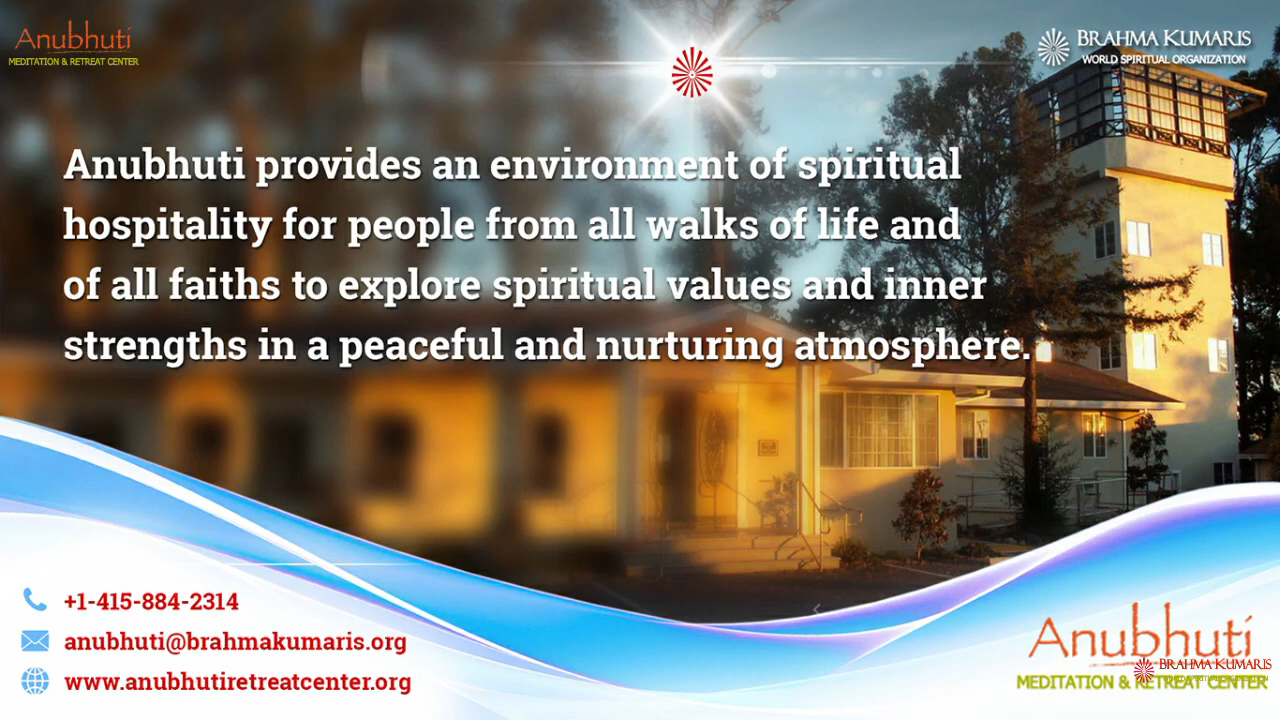 Anubhuti
MEDITATION & RETREAT CENTER
BRAHMA KUMARIS
WORLD SPIRITUAL ORGANIZATION
Anubhuti provides an environment of spiritual
hospitality for people from all walks of life and
of all faiths to explore spiritual values and inner
strengths in a peaceful and nurturing atmosphere.
+1-415-884-2314
anubhuti@brahmakumaris.org
www.anubhutiretreatcenter.org
Anubhuti
BRAHMA KUMARIS
MEDITATION & RETREAT CENTER